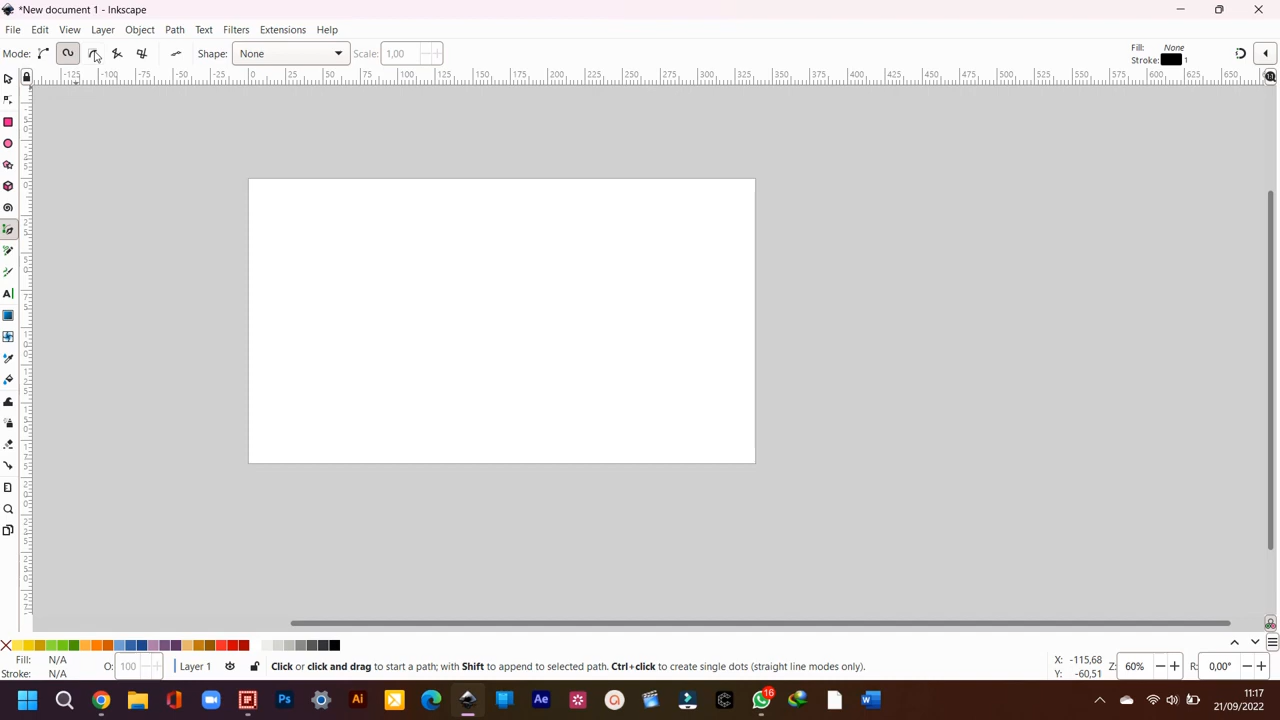 *New document 1 - Inkscape
File Edit View Layer Object Path Text Filters Extensions Help
Mode: Shape: None Scale: 1,00 Fill: None
Stroke: 1
-125 -100 -75 -50 -25 0 25 50 75 100 125 150 175 200 225 250 275 300 325 350 375 400 425 450 475 500 525 550 575 600 625 650
Fill: N/A O: 100 Layer 1 Click or click and drag to start a path; with Shift to append to selected path. Ctrl+click to create single dots (straight line modes only). X: -115,68 Z: 60% R: 0,00°
Stroke: N/A Y: -60,51
Ps Ai Ae 16 11:17
21/09/2022